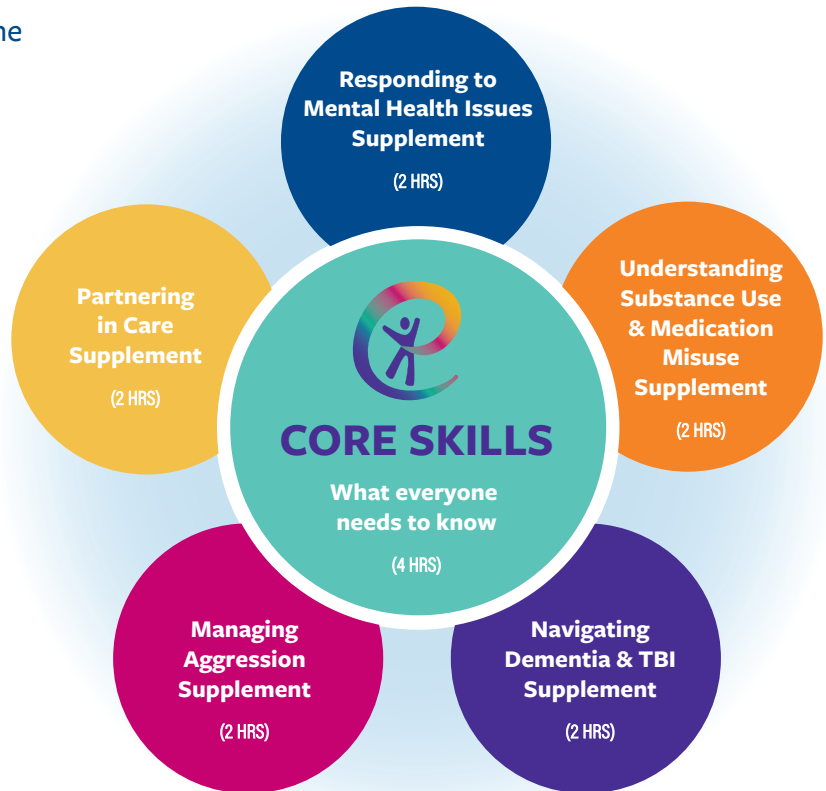 Responding to
Mental Health Issues
Supplement
(2 HRS)
Understanding
Substance Use
& Medication
Misuse
Supplement
(2 HRS)
Partnering
in Care
Supplement
(2 HRS)
CORE SKILLS
What everyone
needs to know
(4 HRS)
Managing
Aggression
Supplement
(2 HRS)
Navigating
Dementia & TBI
Supplement
(2 HRS)